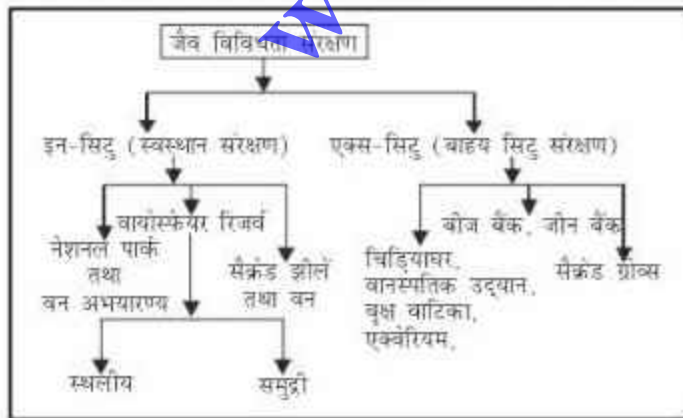 जैव विविधता संरक्षण
इन-सिटु (स्वस्थान संरक्षण)
एक्स-सिटु (बाहय सिटु संरक्षण)
नेशनल पार्क
तथा
वन अभयारण्य
वायोस्फेयर रिजर्व
सैक्रेड झीलें
तथा वन
स्थलीय
समुद्री
चिड़ियाघर,
वानस्पतिक उद्यान,
वृक्ष वाटिका,
एक्वेरियम,
बीज बैंक, जीन बैंक
सैक्रेड ग्रोव्स
W